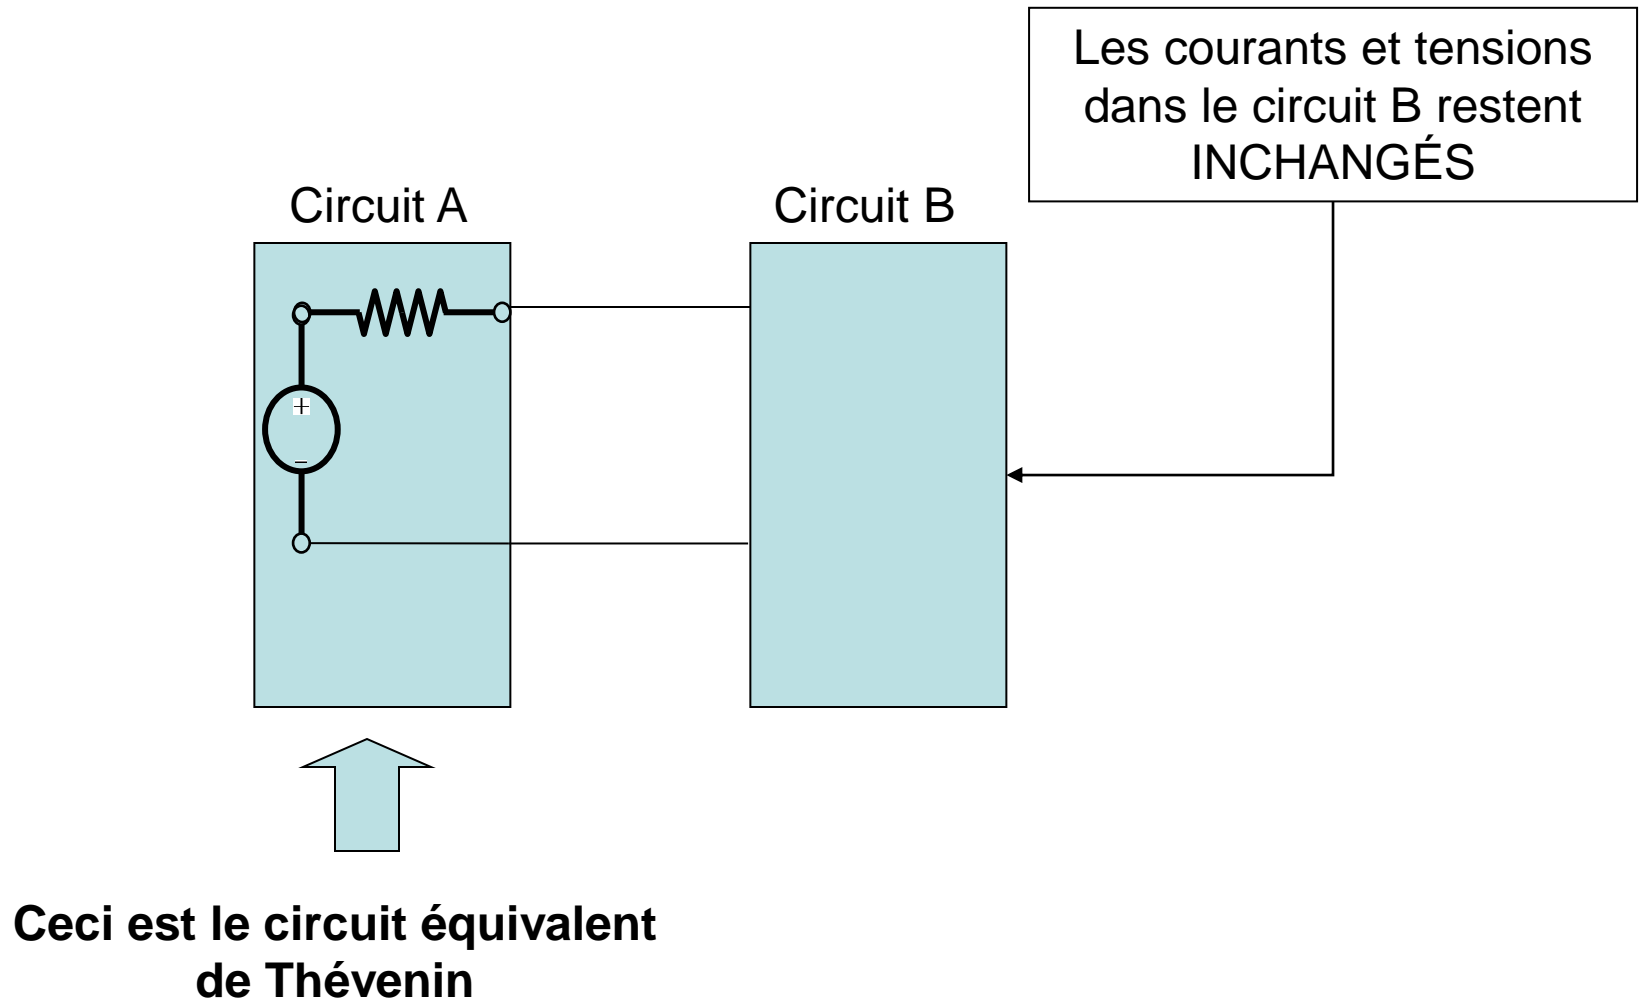 Les courants et tensions
dans le circuit B restent
INCHANGÉS
Circuit A
Circuit B
+
–
Ceci est le circuit équivalent
de Thévenin